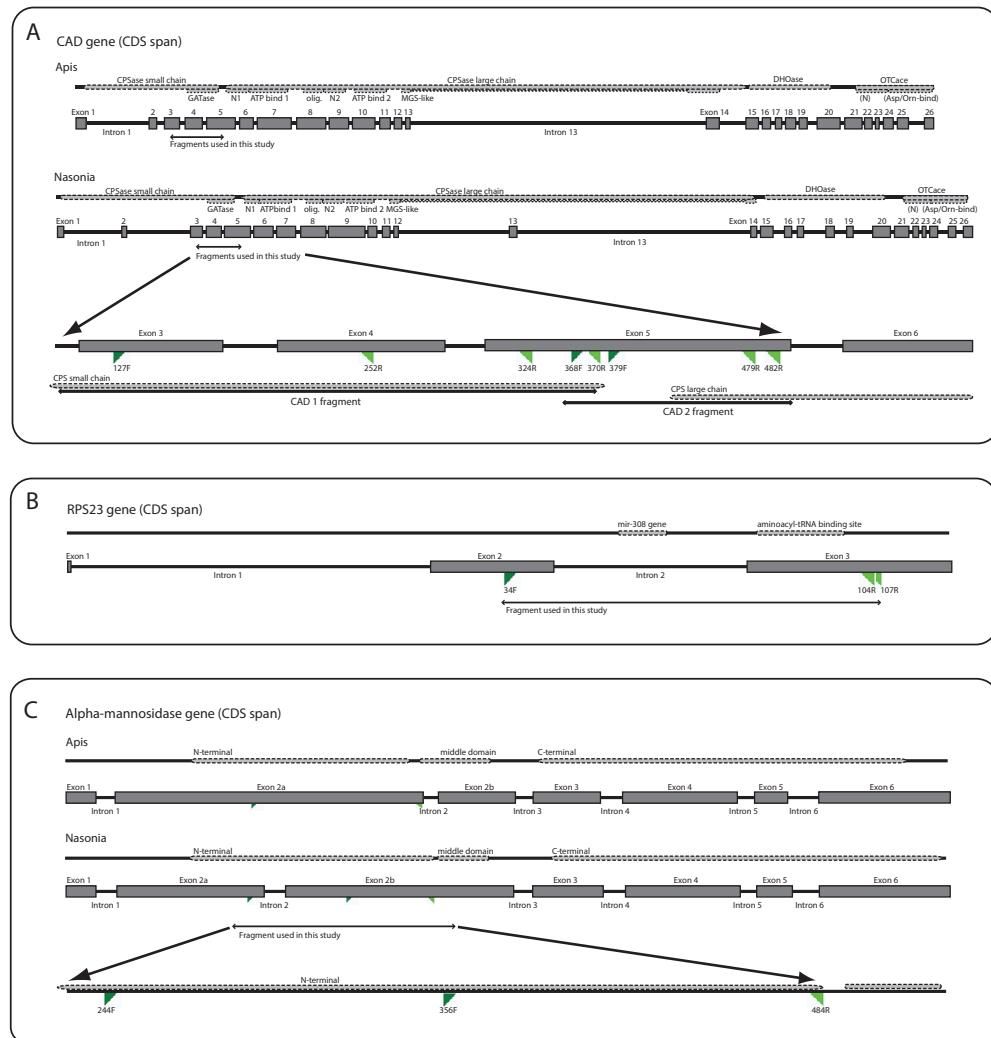 A
CAD gene (CDS span)
Apis
CPSase small chain CPSase large chain DHOase OTCace
GATase N1 ATP bind 1 olig. N2 ATP bind 2 MGS-like (N) (Asp/Orn-bind)
Exon 1 2 3 4 5 6 7 8 9 10 11 12 13 Exon 14 15 16 17 18 19 20 21 22 23 24 25 26
Intron 1 Intron 13
Fragments used in this study
Nasonia
CPSase small chain CPSase large chain DHOase OTCace
GATase N1 ATPbind 1 olig. N2 ATP bind 2 MGS-like (N) (Asp/Orn-bind)
Exon 1 2 3 4 5 6 7 8 9 10 11 12 13 Exon 14 15 16 17 18 19 20 21 22 23 24 25 26
Intron 1 Intron 13
Fragments used in this study
Exon 3 Exon 4 Exon 5 Exon 6
127F 252R 324R 368F 370R 379F 479R 482R
CPS small chain CPS large chain
CAD 1 fragment
CAD 2 fragment
B
RPS23 gene (CDS span)
mir-308 gene aminoacyl-tRNA binding site
Exon 1 Exon 2 Exon 3
Intron 1 Intron 2
34F 104R 107R
Fragment used in this study
C
Alpha-mannosidase gene (CDS span)
Apis
N-terminal middle domain C-terminal
Exon 1 Exon 2a Exon 2b Exon 3 Exon 4 Exon 5 Exon 6
Intron 1 Intron 2 Intron 3 Intron 4 Intron 5 Intron 6
Nasonia
N-terminal middle domain C-terminal
Exon 1 Exon 2a Exon 2b Exon 3 Exon 4 Exon 5 Exon 6
Intron 1 Intron 2 Intron 3 Intron 4 Intron 5 Intron 6
Fragment used in this study
N-terminal
244F 356F 484R